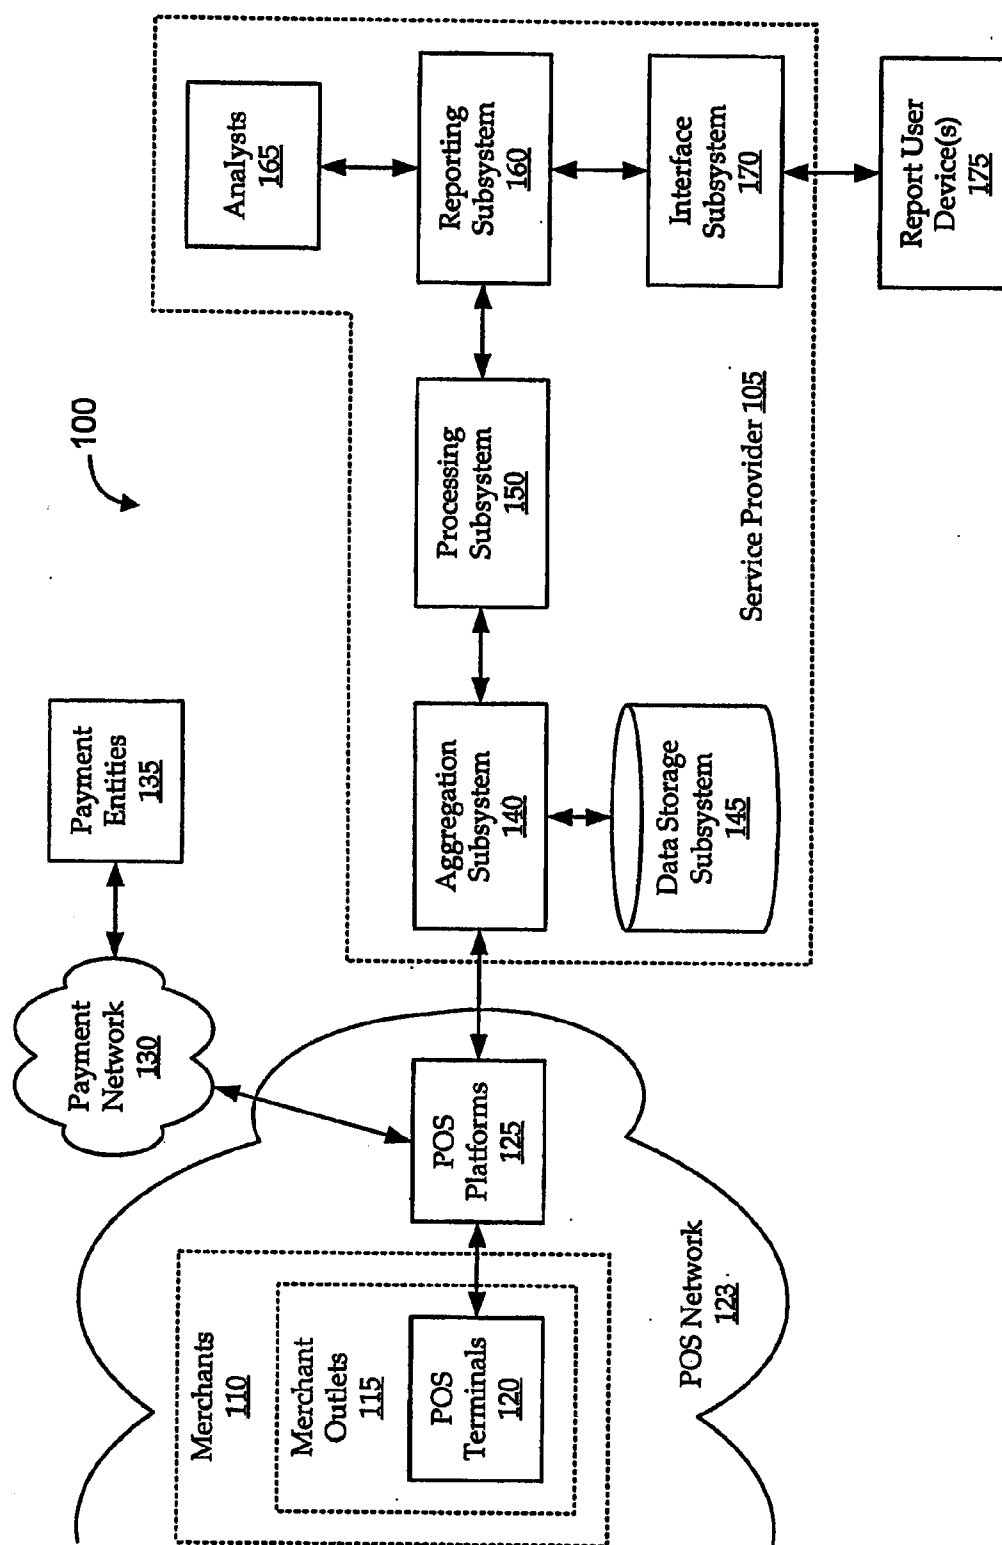 100
Payment
Network
130
Payment
Entities
135
Merchants
110
Merchant
Outlets
115
POS
Terminals
120
POS
Platforms
125
POS Network
123
Aggregation
Subsystem
140
Data Storage
Subsystem
145
Processing
Subsystem
150
Analysts
165
Reporting
Subsystem
160
Interface
Subsystem
170
Service Provider 105
Report User
Device(s)
175